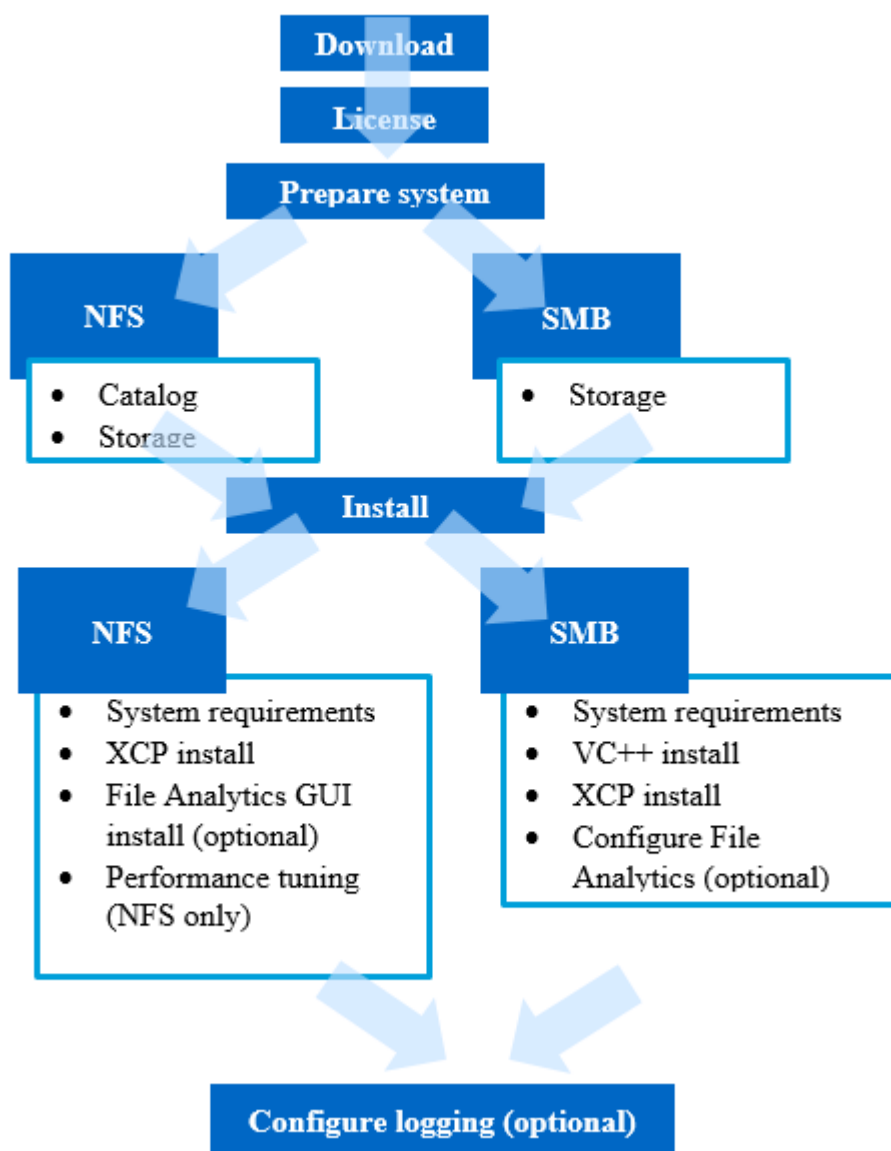 Download
License
Prepare system
NFS
• Catalog
• Storage
SMB
• Storage
Install
NFS
• System requirements
• XCP install
• File Analytics GUI
install (optional)
• Performance tuning
(NFS only)
SMB
• System requirements
• VC++ install
• XCP install
• Configure File
Analytics (optional)
Configure logging (optional)